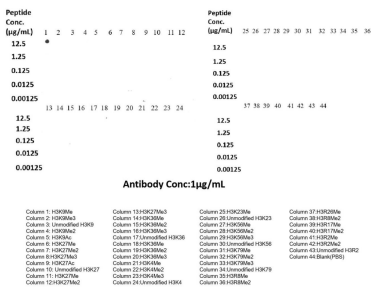 Peptide
Conc.
(μg/mL) 1 2 3 4 5 6 7 8 9 10 11 12
12.5
1.25
0.125
0.0125
0.00125
13 14 15 16 17 18 19 20 21 22 23 24
12.5
1.25
0.125
0.0125
0.00125
Peptide
Conc.
(μg/mL) 25 26 27 28 29 30 31 32 33 34 35 36
12.5
1.25
0.125
0.0125
0.00125
37 38 39 40 41 42 43 44
12.5
1.25
0.125
0.0125
0.00125
Antibody Conc:1μg/mL
Column 1: H3K9Me
Column 2: H3K9Me3
Column 3: Unmodified H3K9
Column 4: H3K9Me2
Column 5: H3K9Ac
Column 6: H3K27Me
Column 7: H3K27Me2
Column 8:H3K27Me3
Column 9: H3K27Ac
Column 10: Unmodified H3K27
Column 11: H3K27Me
Column 12:H3K27Me2
Column 13:H3K27Me3
Column 14:H3K36Me
Column 15:H3K36Me2
Column 16:H3K36Me3
Column 17:Unmodified H3K36
Column 18:H3K36Me
Column 19:H3K36Me2
Column 20:H3K36Me3
Column 21:H3K4Me
Column 22:H3K4Me2
Column 23:H3K4Me3
Column 24:Unmodified H3K4
Column 25:H3K23Me
Column 26:Unmodified H3K23
Column 27:H3K56Me
Column 28:H3K56Me2
Column 29:H3K56Me3
Column 30:Unmodified H3K56
Column 31:H3K79Me
Column 32:H3K79Me2
Column 33:H3K79Me3
Column 34:Unmodified H3K79
Column 35:H3R8Me
Column 36:H3R8Me2
Column 37:H3R26Me
Column 38:H3R8Me2
Column 39:H3R17Me
Column 40:H3R17Me2
Column 41:H3R2Me
Column 42:H3R2Me2
Column 43:Unmodified H3R2
Column 44:Blank(PBS)